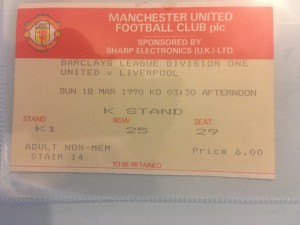 MANCHESTER UNITED
FOOTBALL CLUB plc
SPONSORED BY
SHARP ELECTRONICS (U.K.) LTD.
BARCLAYS LEAGUE DIVISION ONE
UNITED v LIVERPOOL
SUN 18 MAR 1990 KO 03:30 AFTERNOON
K STAND
STAND ROW SEAT
K1 25 29
ADULT NON-MEM Price 6.00
STAIR 14
TO BE RETAINED